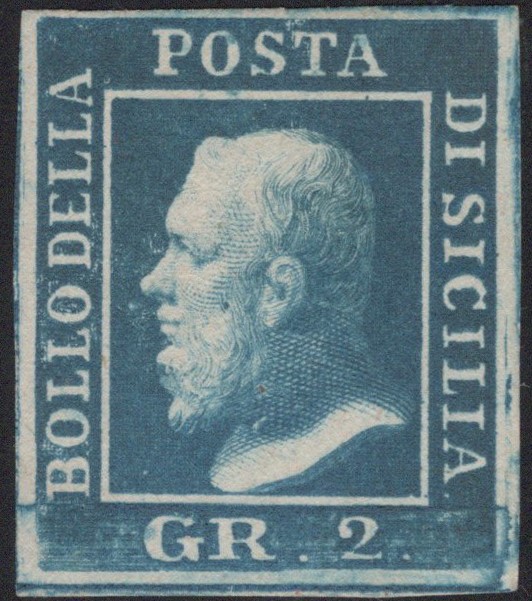 BOLLO DELLA
POSTA
DI SICILIA
GR. 2.